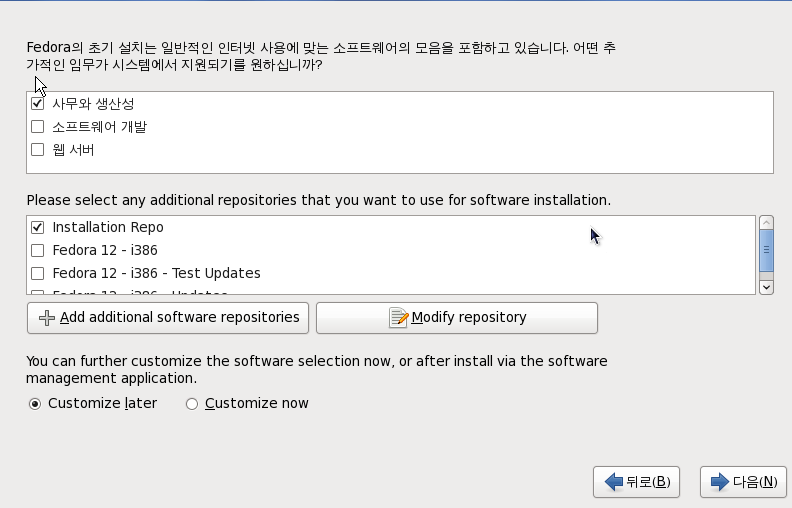 Fedora의 초기 설치는 일반적인 인터넷 사용에 맞는 소프트웨어의 모음을 포함하고 있습니다. 어떤 추
가적인 임무가 시스템에서 지원되기를 원하십니까?
사무와 생산성
소프트웨어 개발
웹 서버
Please select any additional repositories that you want to use for software installation.
Installation Repo
Fedora 12 - i386
Fedora 12 - i386 - Test Updates
Fedora 12 - i386 - Updates
Add additional software repositories
Modify repository
You can further customize the software selection now, or after install via the software
management application.
Customize later
Customize now
뒤로(B)
다음(N)